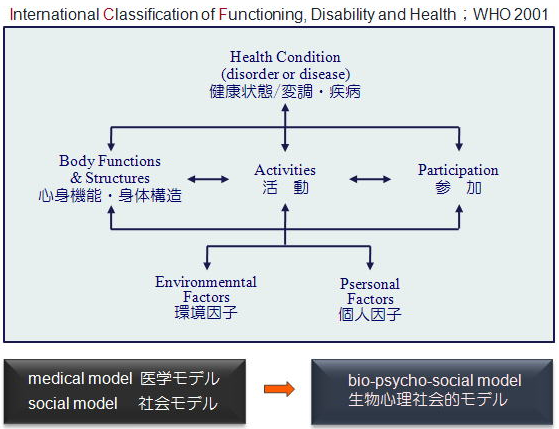 International Classification of Functioning, Disability and Health；WHO 2001
Health Condition
(disorder or disease)
健康状態/変調・疾病
Body Functions
& Structures
心身機能・身体構造
Activities
活　動
Participation
参　加
Environmenntal
Factors
環境因子
Psersonal
Factors
個人因子
medical model 医学モデル
social model　社会モデル
bio-psycho-social model
生物心理社会的モデル